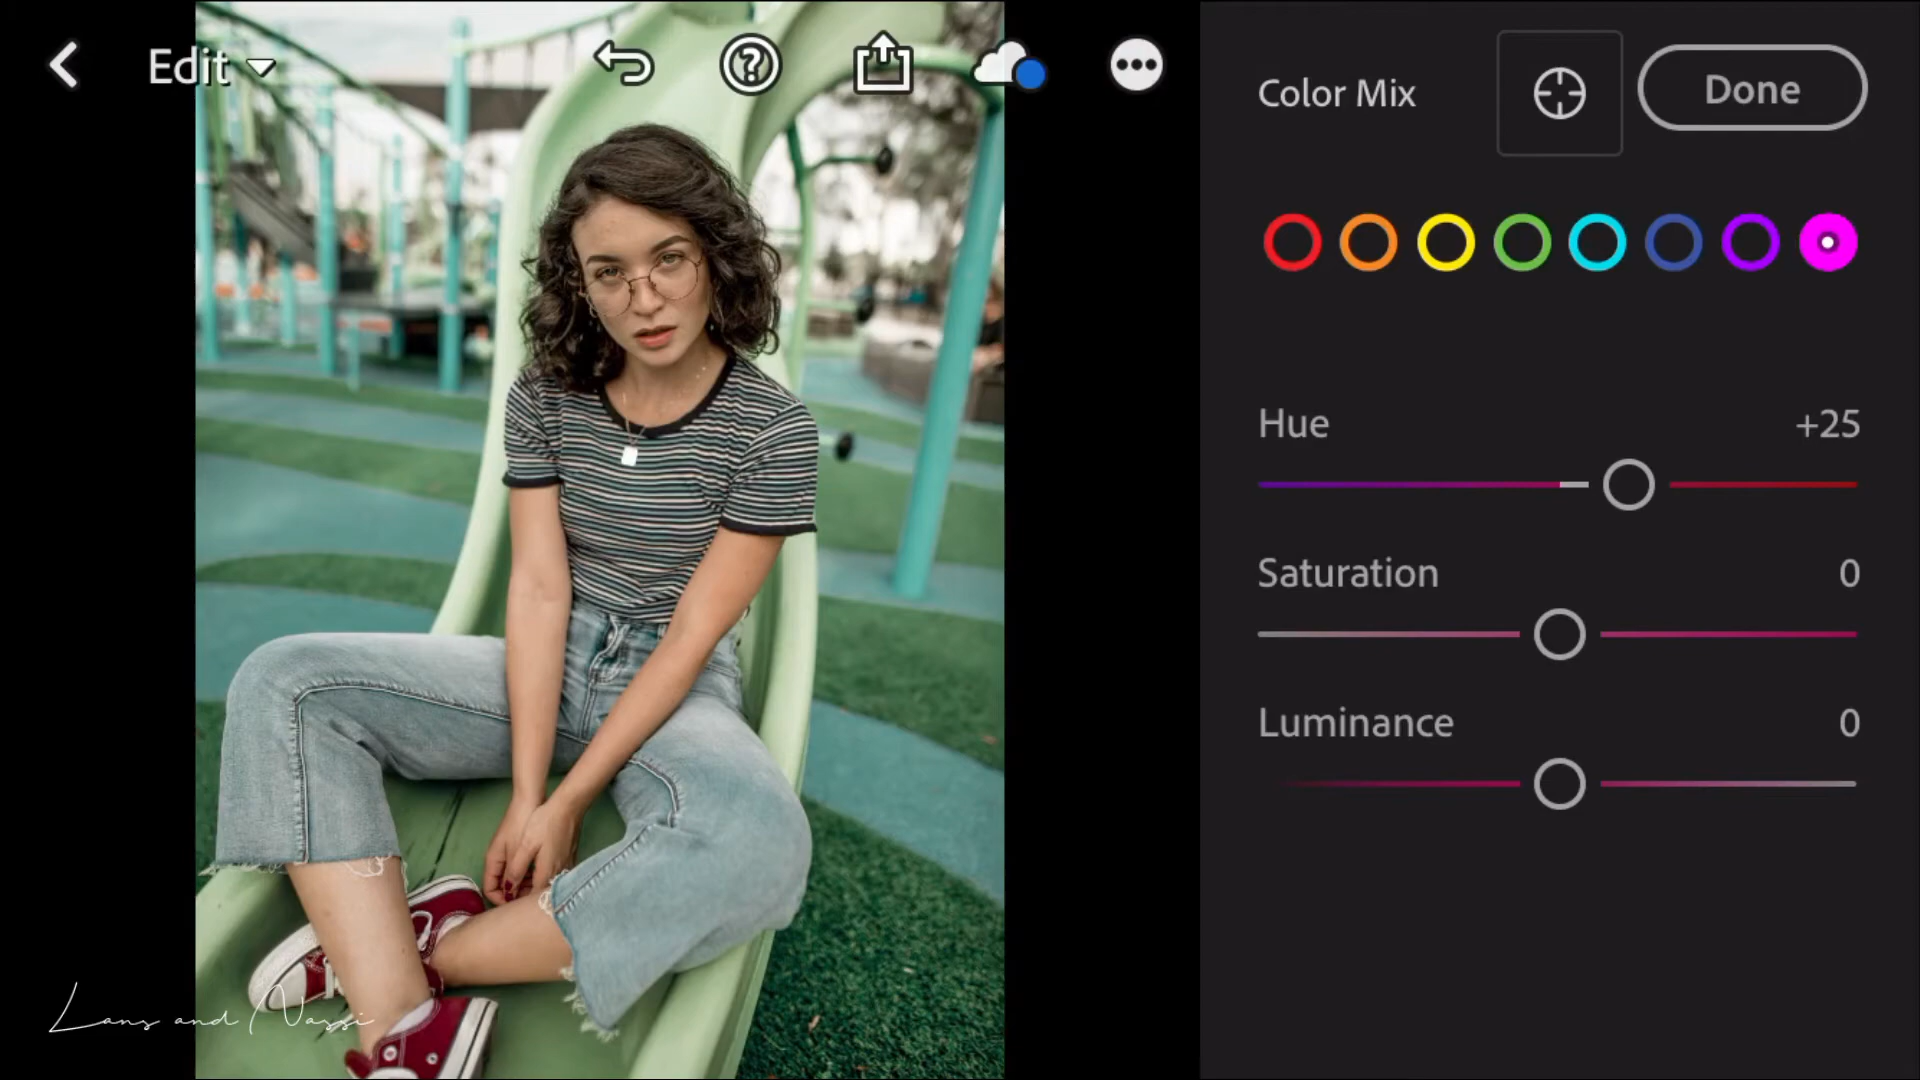 Edit
Color Mix
Done
Hue +25
Saturation 0
Luminance 0
Lans and Nassi